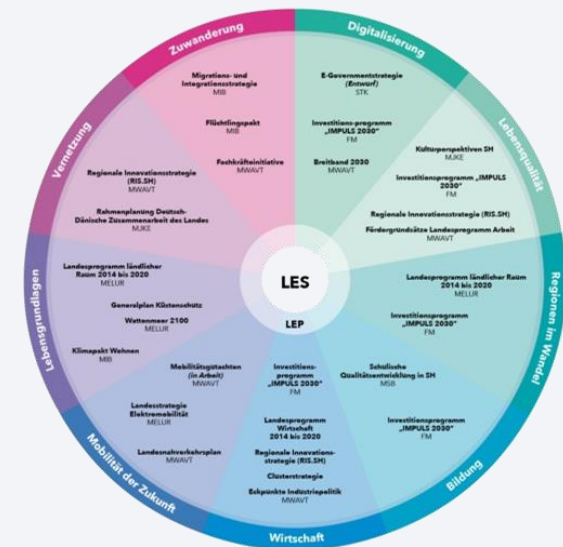 Zuwanderung
Migrations- und
Integrationsstrategie
MIB
Flüchtlingspakt
MIB
Fachkräfteinitiative
MWAVT
Digitalisierung
E-Governmentstrategie
(Entwurf)
STK
Investitions-programm
„IMPULS 2030"
FM
Breitband 2030
MWAVT
Lebensqualität
Kulturperspektiven SH
MJKE
Investitionsprogramm „IMPULS
2030"
FM
Regionale Innovationsstrategie (RIS.SH)
Fördergrundsätze Landesprogramm Arbeit
MWAVT
Regionen im Wandel
Landesprogramm ländlicher Raum
2014 bis 2020
MELUR
Investitionsprogramm
„IMPULS 2030"
FM
Bildung
Schulische
Qualitätsentwicklung in SH
MSB
Investitionsprogramm
„IMPULS 2030"
FM
Wirtschaft
Investitions-
programm
„IMPULS 2030"
FM
Landesprogramm
Wirtschaft
2014 bis 2020
Regionale Innovations-
strategie (RIS.SH)
Clusterstrategie
Eckpunkte Industriepolitik
MWAVT
Mobilität der Zukunft
Mobilitätsgutachten
(in Arbeit)
MWAVT
Landesstrategie
Elektromobilität
MELUR
Landesnahverkehrsplan
MWAVT
Lebensgrundlagen
Landesprogramm ländlicher
Raum 2014 bis 2020
MELUR
Generalplan Küstenschutz
Wattenmeer 2100
MELUR
Klimapakt Wohnen
MIB
Vernetzung
Regionale Innovationsstrategie
(RIS.SH)
MWAVT
Rahmenplanung Deutsch-
Dänische Zusammenarbeit des Landes
MJKE
LES
LEP